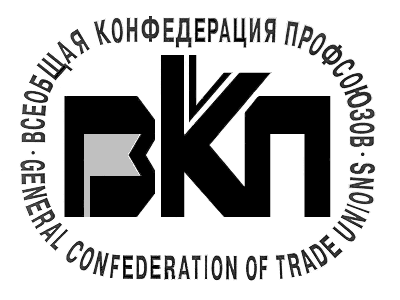 ВСЕОБЩАЯ КОНФЕДЕРАЦИЯ ПРОФСОЮЗОВ
ВКП
GENERAL CONFEDERATION OF TRADE UNIONS